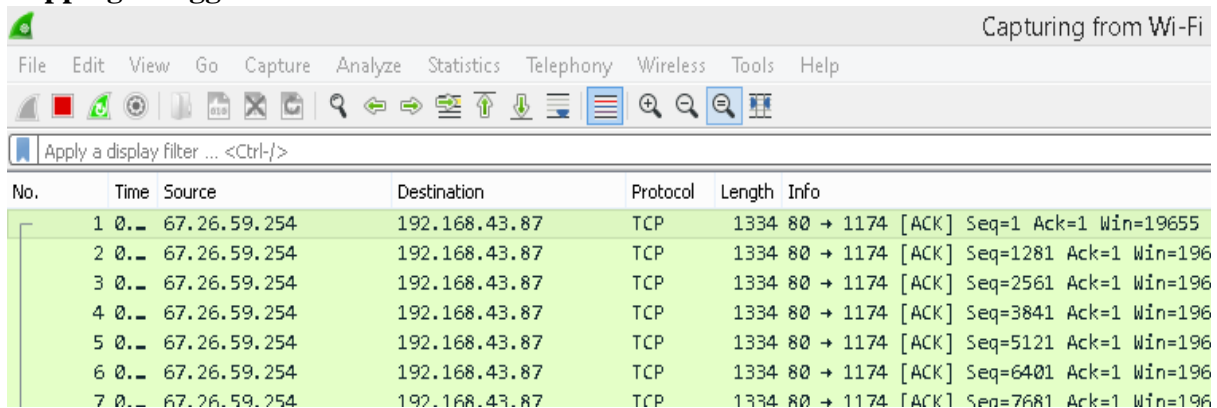 Capturing from Wi-Fi
File Edit View Go Capture Analyze Statistics Telephony Wireless Tools Help
Apply a display filter ... <Ctrl-/>
No. Time Source Destination Protocol Length Info
1 0.… 67.26.59.254 192.168.43.87 TCP 1334 80 → 1174 [ACK] Seq=1 Ack=1 Win=19655
2 0.… 67.26.59.254 192.168.43.87 TCP 1334 80 → 1174 [ACK] Seq=1281 Ack=1 Win=196
3 0.… 67.26.59.254 192.168.43.87 TCP 1334 80 → 1174 [ACK] Seq=2561 Ack=1 Win=196
4 0.… 67.26.59.254 192.168.43.87 TCP 1334 80 → 1174 [ACK] Seq=3841 Ack=1 Win=196
5 0.… 67.26.59.254 192.168.43.87 TCP 1334 80 → 1174 [ACK] Seq=5121 Ack=1 Win=196
6 0.… 67.26.59.254 192.168.43.87 TCP 1334 80 → 1174 [ACK] Seq=6401 Ack=1 Win=196
7 0.… 67.26.59.254 192.168.43.87 TCP 1334 80 → 1174 [ACK] Seq=7681 Ack=1 Win=196